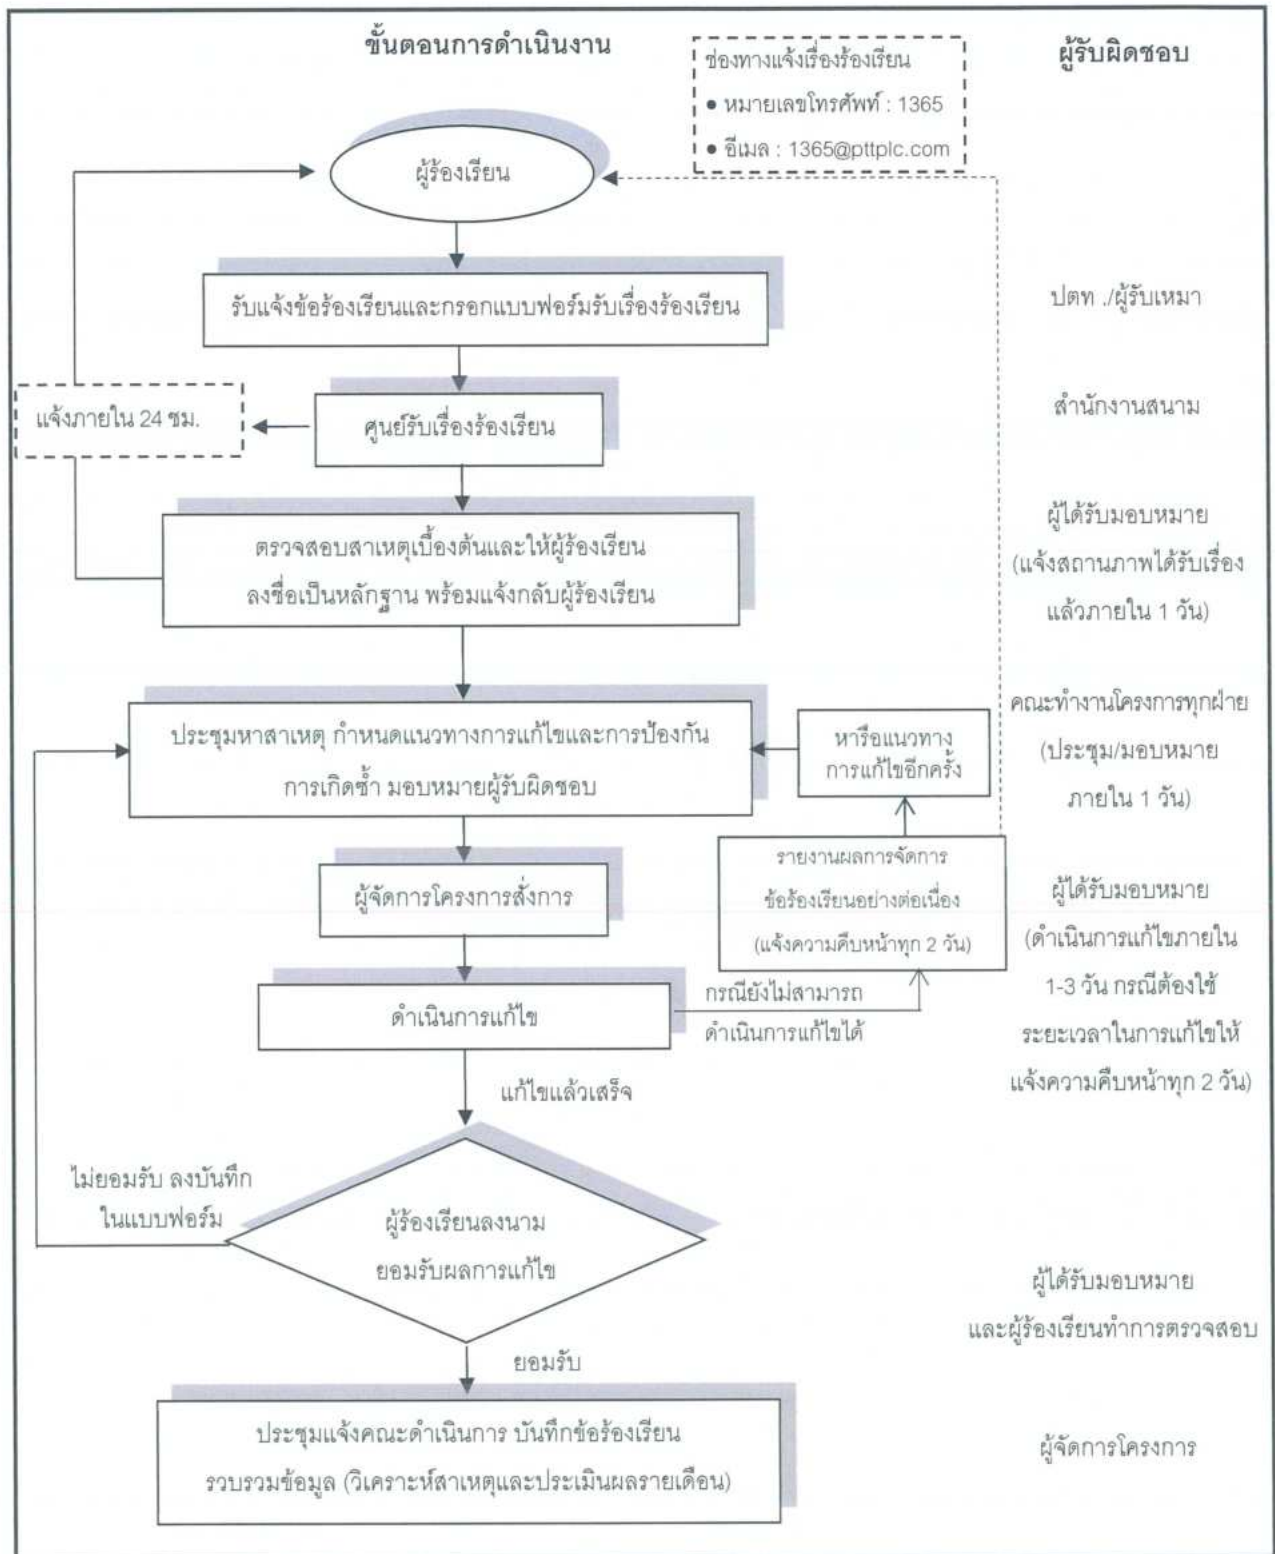 ขั้นตอนการดำเนินงาน
ผู้รับผิดชอบ
ช่องทางแจ้งเรื่องร้องเรียน
• หมายเลขโทรศัพท์ : 1365
• อีเมล : 1365@pttplc.com
ผู้ร้องเรียน
รับแจ้งข้อร้องเรียนและกรอกแบบฟอร์มรับเรื่องร้องเรียน
ปตท ./ผู้รับเหมา
แจ้งภายใน 24 ชม.
ศูนย์รับเรื่องร้องเรียน
สำนักงานสนาม
ตรวจสอบสาเหตุเบื้องต้นและให้ผู้ร้องเรียน
ลงชื่อเป็นหลักฐาน พร้อมแจ้งกลับผู้ร้องเรียน
ผู้ได้รับมอบหมาย
(แจ้งสถานภาพได้รับเรื่อง
แล้วภายใน 1 วัน)
ประชุมหาสาเหตุ กำหนดแนวทางการแก้ไขและการป้องกัน
การเกิดซ้ำ มอบหมายผู้รับผิดชอบ
หารือแนวทาง
การแก้ไขอีกครั้ง
คณะทำงานโครงการทุกฝ่าย
(ประชุม/มอบหมาย
ภายใน 1 วัน)
ผู้จัดการโครงการสั่งการ
รายงานผลการจัดการ
ข้อร้องเรียนอย่างต่อเนื่อง
(แจ้งความคืบหน้าทุก 2 วัน)
ผู้ได้รับมอบหมาย
(ดำเนินการแก้ไขภายใน
1-3 วัน กรณีต้องใช้
ระยะเวลาในการแก้ไขให้
แจ้งความคืบหน้าทุก 2 วัน)
ดำเนินการแก้ไข
กรณียังไม่สามารถ
ดำเนินการแก้ไขได้
แก้ไขแล้วเสร็จ
ไม่ยอมรับ ลงบันทึก
ในแบบฟอร์ม
ผู้ร้องเรียนลงนาม
ยอมรับผลการแก้ไข
ผู้ได้รับมอบหมาย
และผู้ร้องเรียนทำการตรวจสอบ
ยอมรับ
ประชุมแจ้งคณะดำเนินการ บันทึกข้อร้องเรียน
รวบรวมข้อมูล (วิเคราะห์สาเหตุและประเมินผลรายเดือน)
ผู้จัดการโครงการ